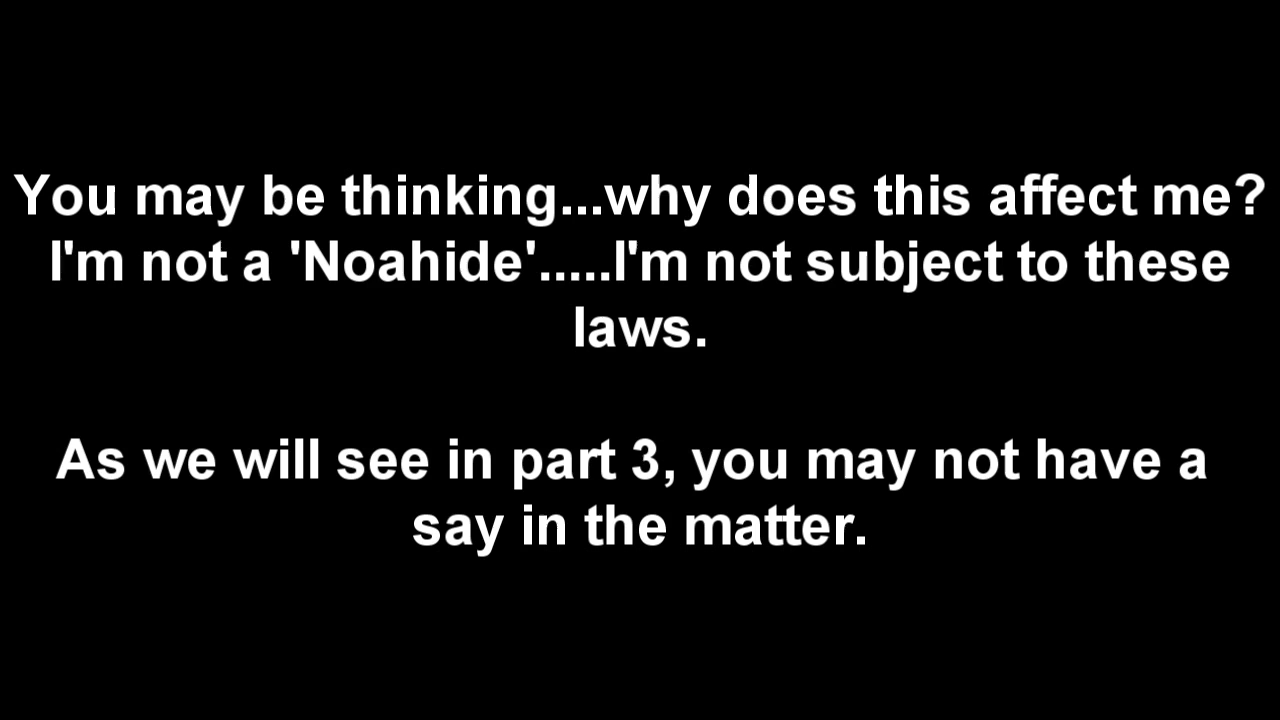 You may be thinking...why does this affect me?
I'm not a 'Noahide'.....I'm not subject to these
laws.
As we will see in part 3, you may not have a
say in the matter.